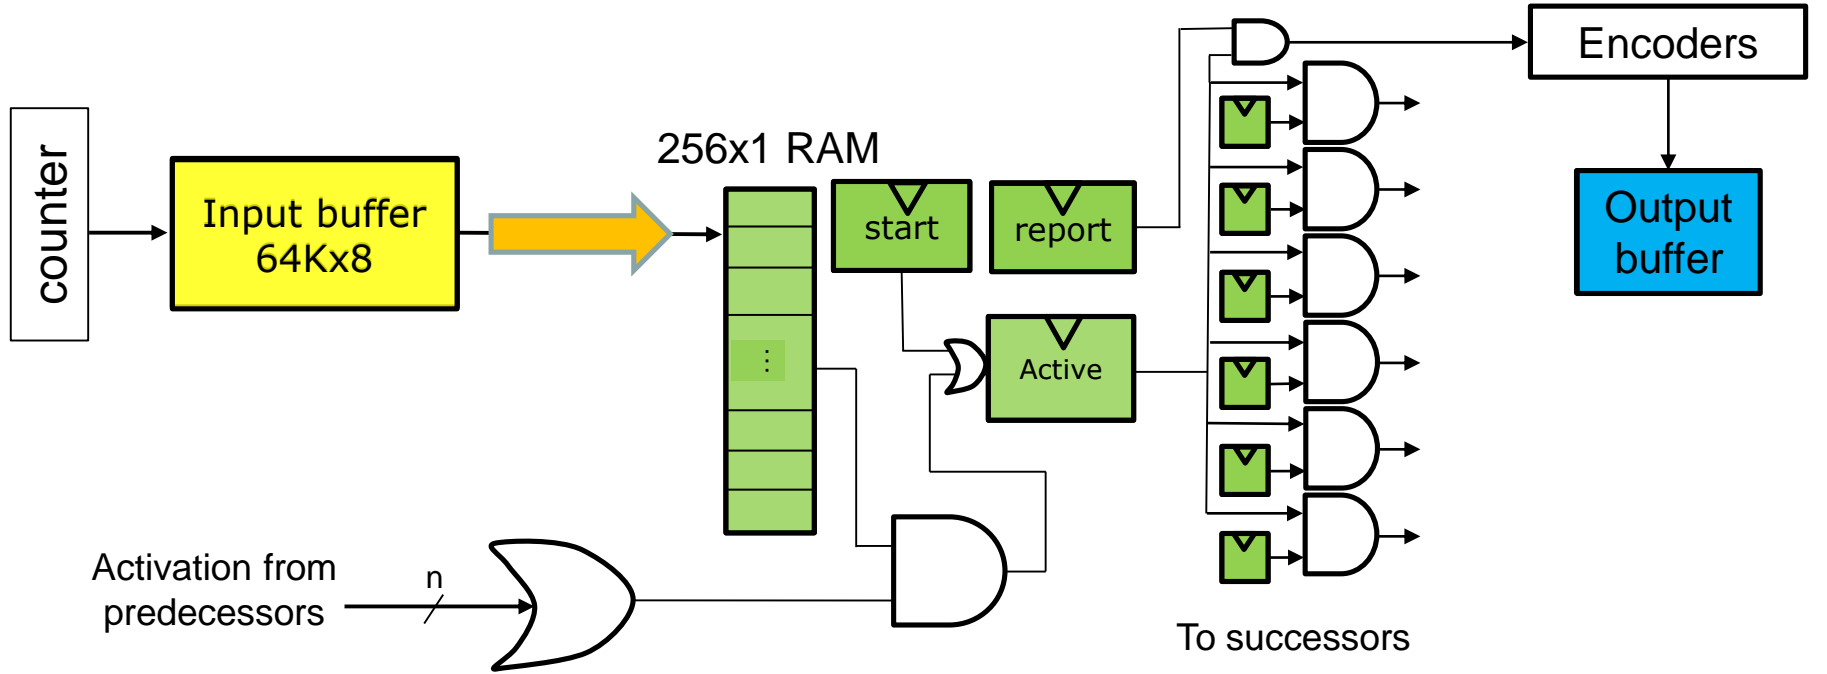 counter
Input buffer
64Kx8
256x1 RAM
⋮
start
report
Active
Encoders
Output
buffer
Activation from
predecessors
n
To successors